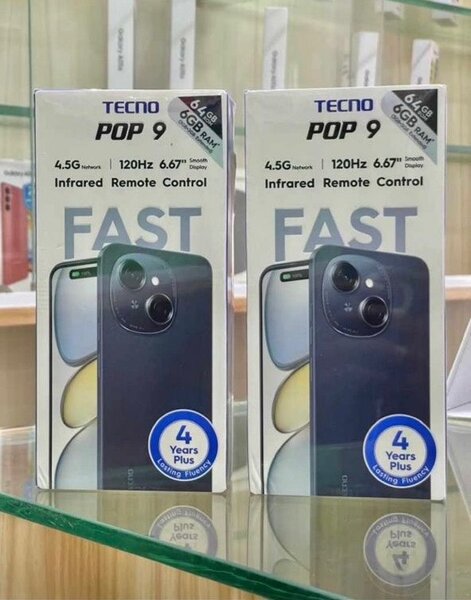 TECNO
POP 9
64GB
6GB RAM*
4.5G Network | 120Hz 6.67" Smooth Display
Infrared Remote Control
FAST
4
Years
Plus
Lasting Fluency
TECNO
POP 9
64GB
6GB RAM*
4.5G Network | 120Hz 6.67" Smooth Display
Infrared Remote Control
FAST
4
Years
Plus
Lasting Fluency